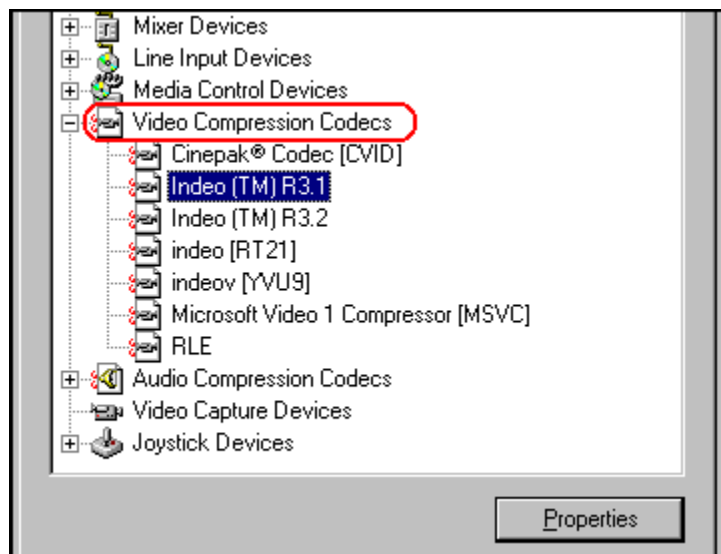 Mixer Devices
Line Input Devices
Media Control Devices
Video Compression Codecs
Cinepak® Codec [CVID]
Indeo (TM) R3.1
Indeo (TM) R3.2
indeo [RT21]
indeov [YVU9]
Microsoft Video 1 Compressor [MSVC]
RLE
Audio Compression Codecs
Video Capture Devices
Joystick Devices
Properties